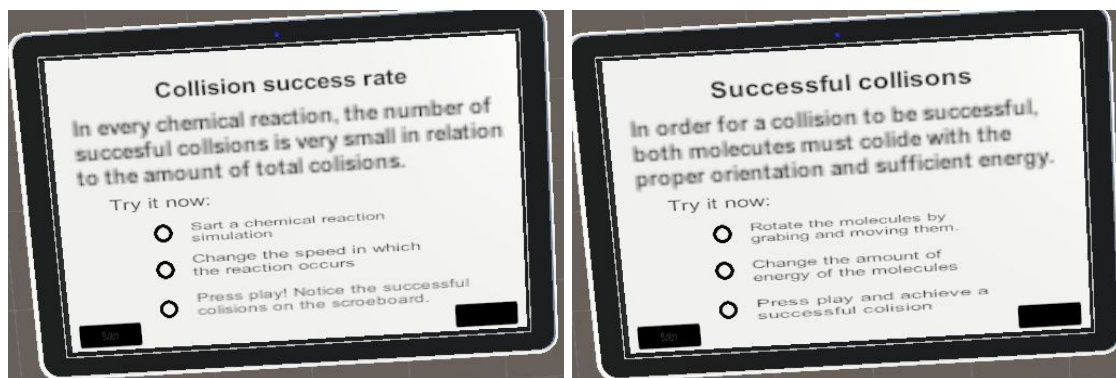 Collision success rate
In every chemical reaction, the number of
succesful collsions is very small in relation
to the amount of total colisions.
Try it now:
Sart a chemical reaction
simulation
Change the speed in which
the reaction occurs
Press play! Notice the successful
colisions on the scroeboard.
Successful collisons
In order for a collision to be successful,
both molecules must colide with the
proper orientation and sufficient energy.
Try it now:
Rotate the molecules by
grabing and moving them.
Change the amount of
energy of the molecules
Press play and achieve a
successful colision